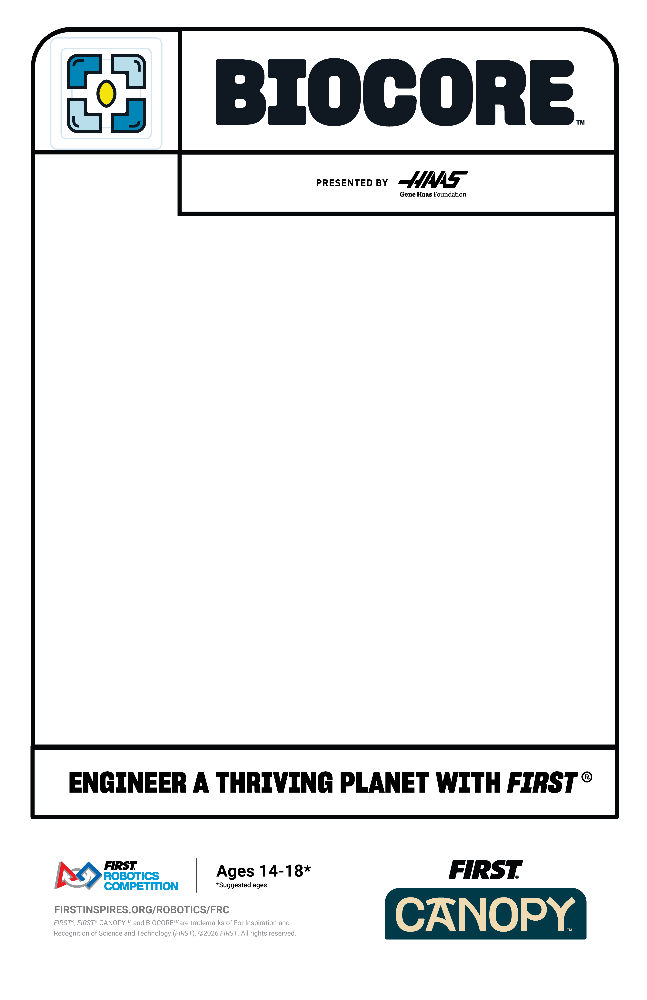 BIOCORE™
PRESENTED BY HAAS
Gene Haas Foundation
ENGINEER A THRIVING PLANET WITH FIRST®
FIRST®
ROBOTICS
COMPETITION
Ages 14-18*
*Suggested ages
FIRSTINSPIRES.ORG/ROBOTICS/FRC
FIRST®, FIRST® CANOPY™ and BIOCORE™are trademarks of For Inspiration and
Recognition of Science and Technology (FIRST). ©2026 FIRST. All rights reserved.
FIRST®
CANOPY™